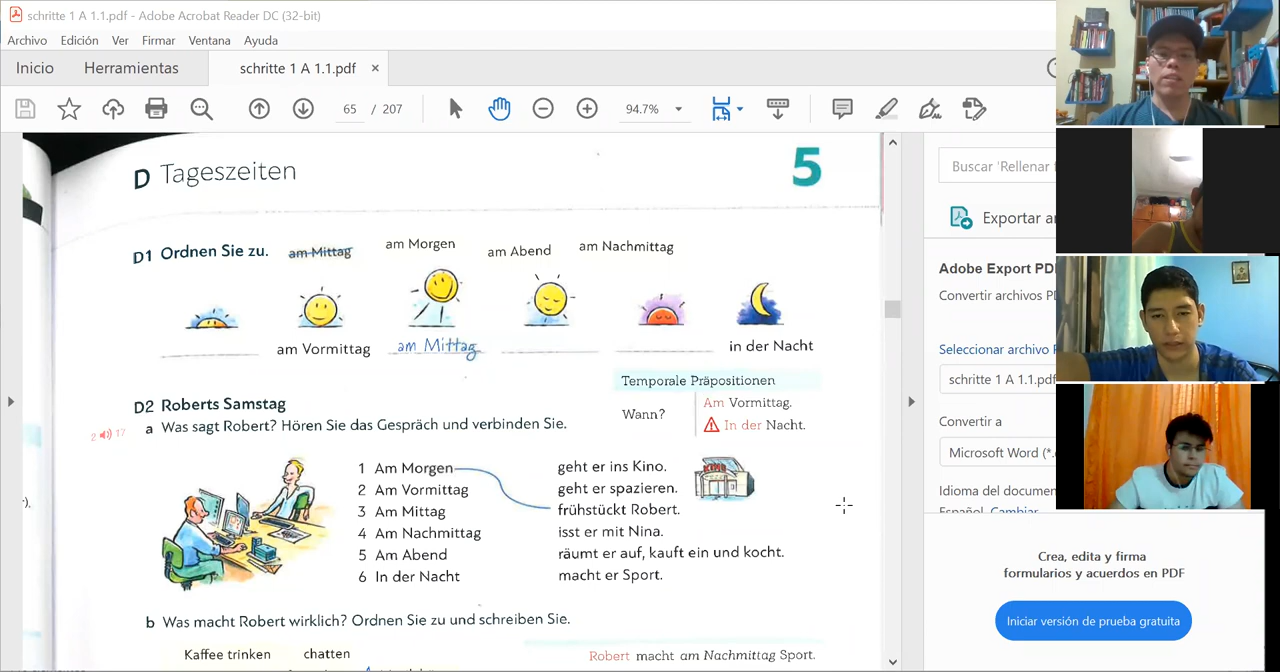 schritte 1 A 1.1.pdf - Adobe Acrobat Reader DC (32-bit)
Archivo Edición Ver Firmar Ventana Ayuda
Inicio Herramientas schritte 1 A 1.1.pdf ×
65 / 207 94.7%
D Tageszeiten 5
D1 Ordnen Sie zu. am Mittag am Morgen am Abend am Nachmittag
am Vormittag am Mittag in der Nacht
Temporale Präpositionen
Wann? Am Vormittag.
In der Nacht.
D2 Roberts Samstag
2 17 a Was sagt Robert? Hören Sie das Gespräch und verbinden Sie.
1 Am Morgen geht er ins Kino.
2 Am Vormittag geht er spazieren.
3 Am Mittag frühstückt Robert.
4 Am Nachmittag isst er mit Nina.
5 Am Abend räumt er auf, kauft ein und kocht.
6 In der Nacht macht er Sport.
KINO
b Was macht Robert wirklich? Ordnen Sie zu und schreiben Sie.
Kaffee trinken chatten
Robert macht am Nachmittag Sport.
Buscar 'Rellenar
Exportar
Adobe Export PDF
Convertir archivos
Seleccionar archivo
schritte 1 A 1.1.pdf
Convertir a
Microsoft Word (*.
Idioma del
Español Cambiar
Crea, edita y firma
formularios y acuerdos en PDF
Iniciar versión de prueba gratuita